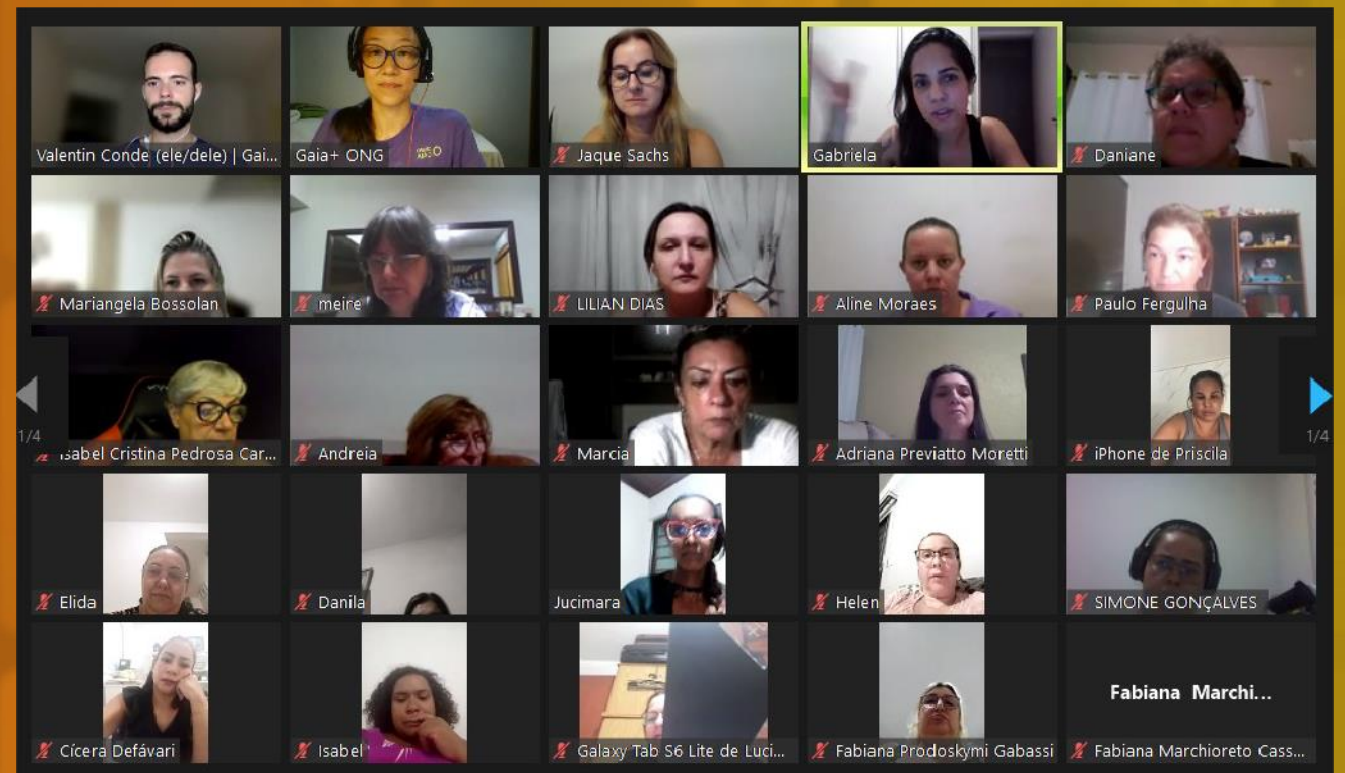 Valentin Conde (ele/dele) | Gai...
Gaia+ ONG
Jaque Sachs
Gabriela
Daniane
Mariangela Bossolan
meire
LILIAN DIAS
Aline Moraes
Paulo Fergulha
Isabel Cristina Pedrosa Car...
Andreia
Marcia
Adriana Previatto Moretti
iPhone de Priscila
1/4
1/4
Elida
Danila
Jucimara
Helen
SIMONE GONÇALVES
Cícera Defávari
Isabel
Galaxy Tab S6 Lite de Luci...
Fabiana Prodoskymi Gabassi
Fabiana Marchi...
Fabiana Marchioreto Cass...